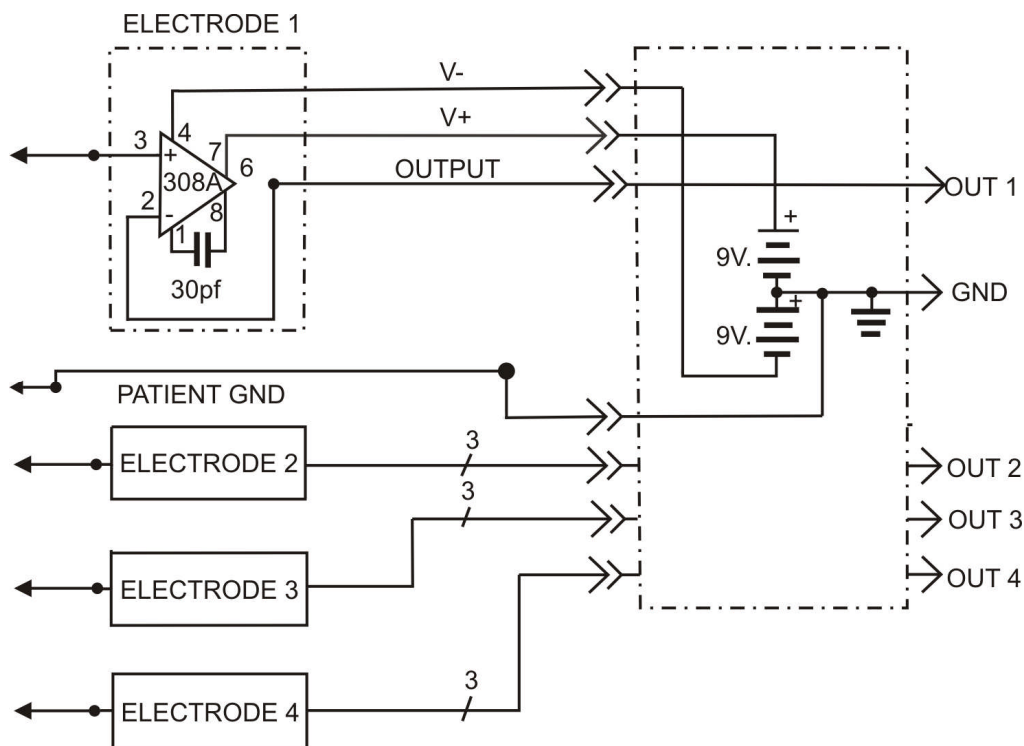 ELECTRODE 1
V-
4
V+
3
7
6
+
OUTPUT
308A
OUT 1
2
8
-
+
1
9V.
30pf
GND
+
9V.
PATIENT GND
3
ELECTRODE 2
OUT 2
3
OUT 3
ELECTRODE 3
OUT 4
3
ELECTRODE 4